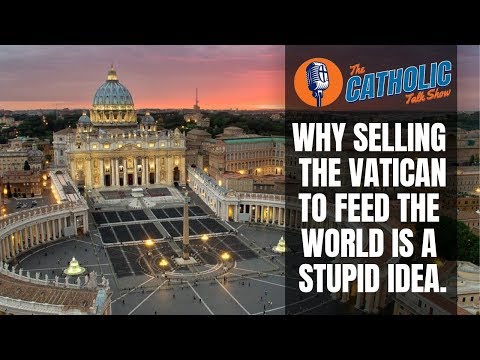 The
CATHOLIC
Talk Show
WHY SELLING
THE VATICAN
TO FEED THE
WORLD IS A
STUPID IDEA.